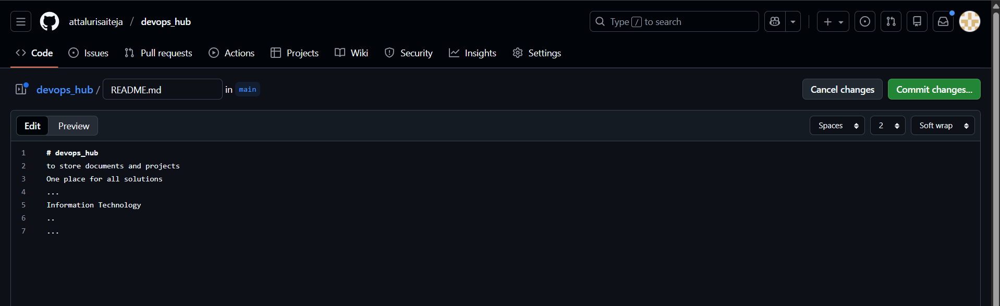 attalurisaiteja / devops_hub
Type / to search
Code Issues Pull requests Actions Projects Wiki Security Insights Settings
devops_hub / README.md in main
Cancel changes Commit changes...
Edit Preview
Spaces 2 Soft wrap
1 # devops_hub
2 to store documents and projects
3 One place for all solutions
4 ...
5 Information Technology
6 ..
7 ...